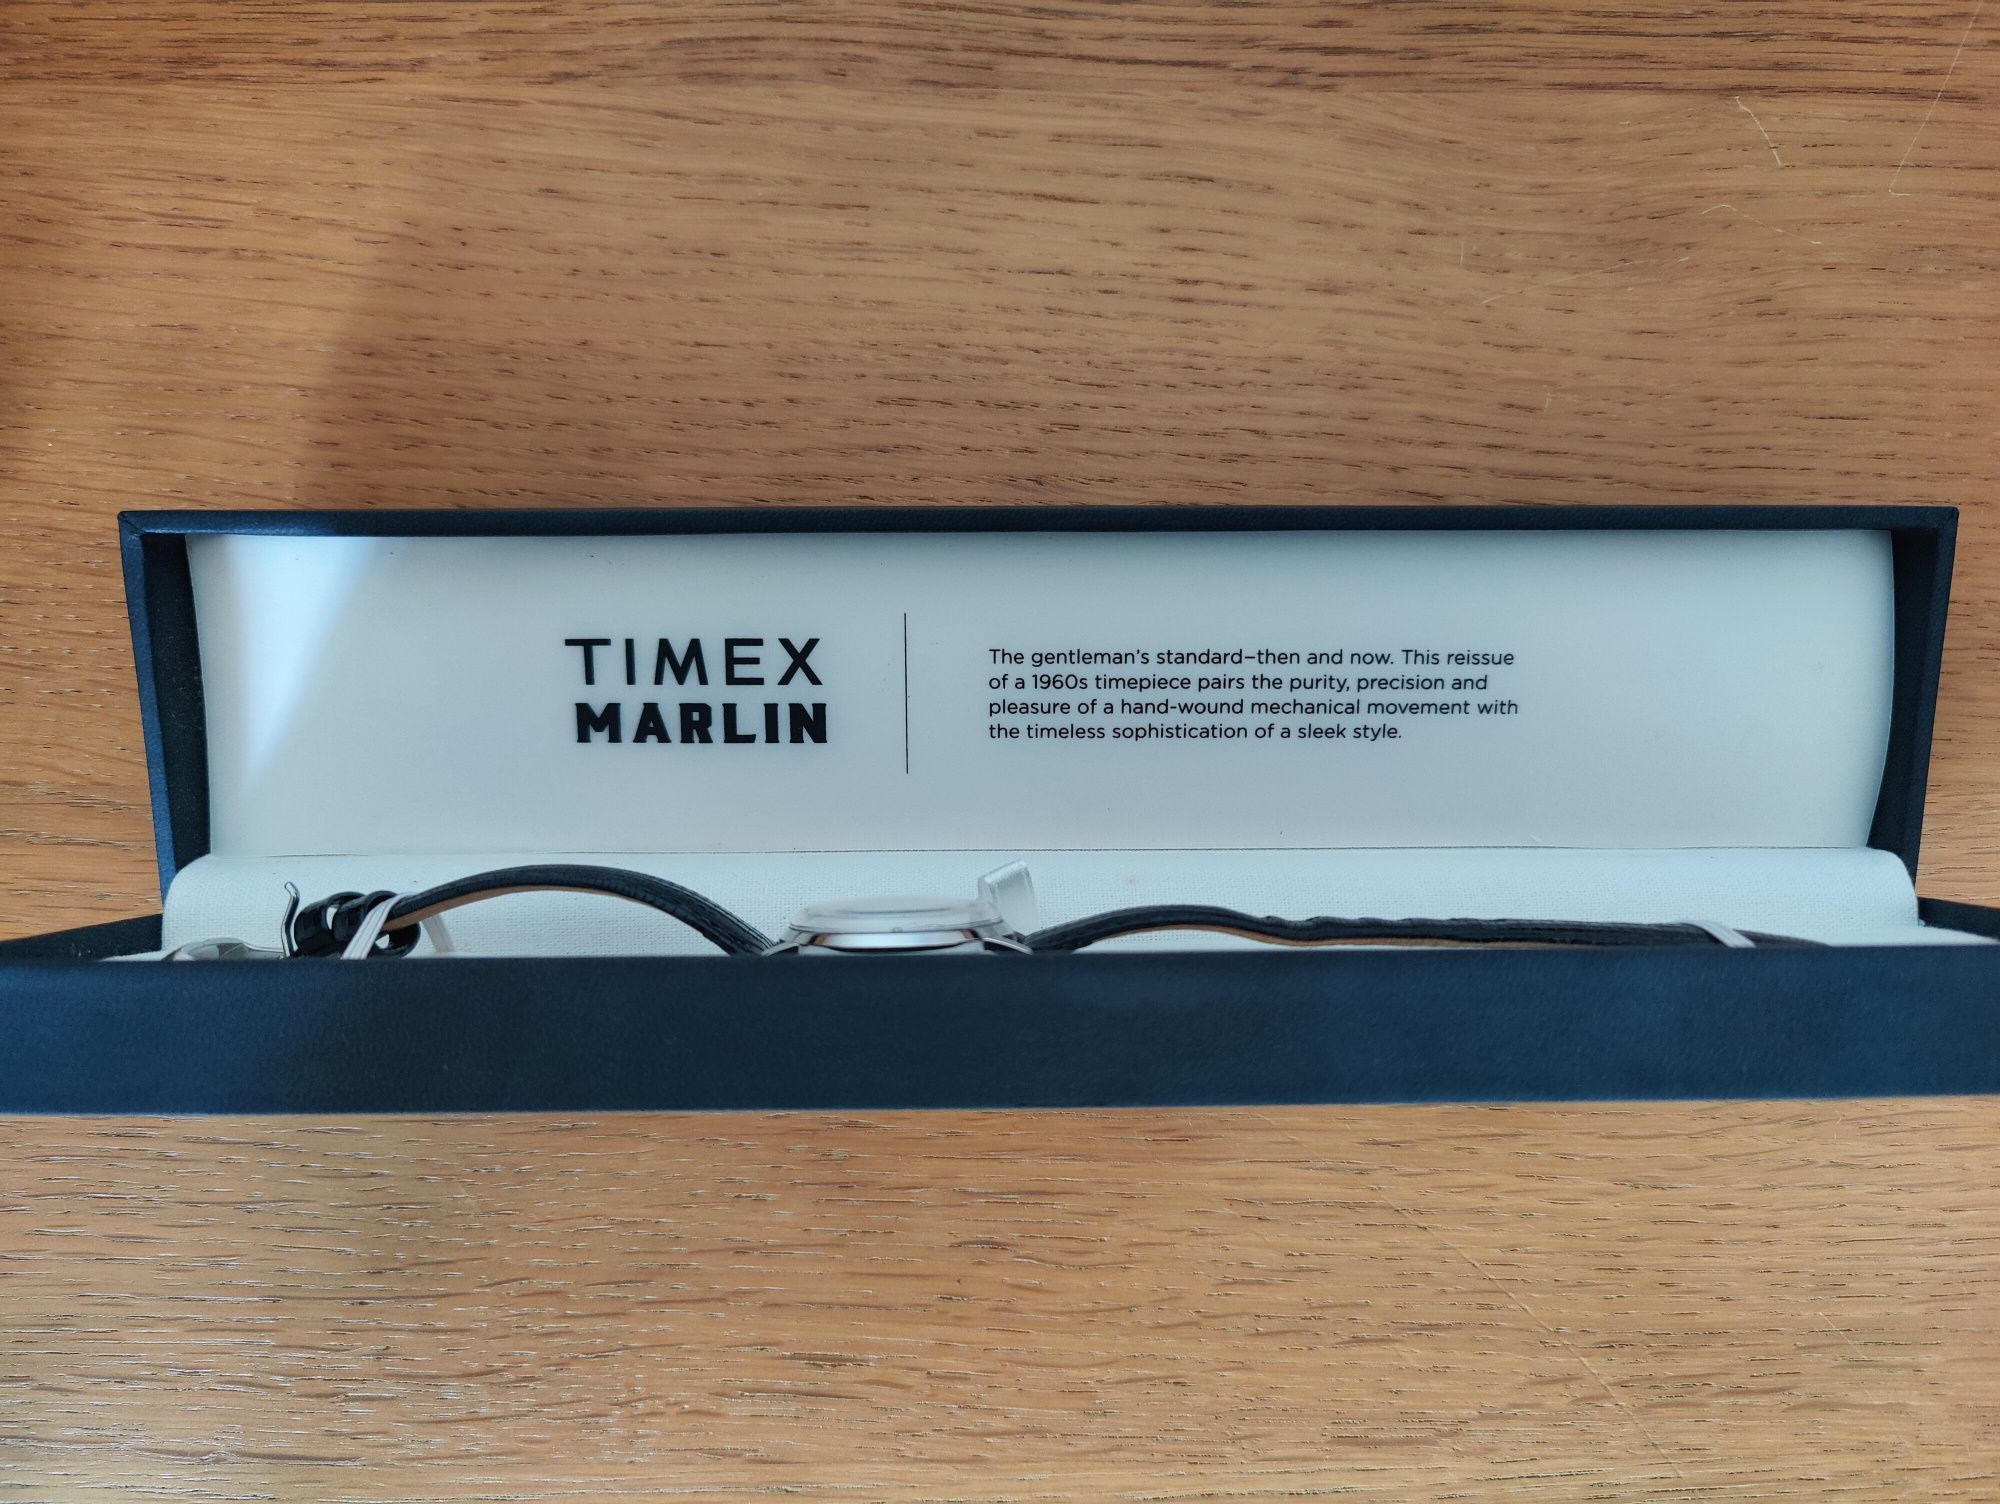 TIMEX
MARLIN
The gentleman's standard–then and now. This reissue
of a 1960s timepiece pairs the purity, precision and
pleasure of a hand-wound mechanical movement with
the timeless sophistication of a sleek style.